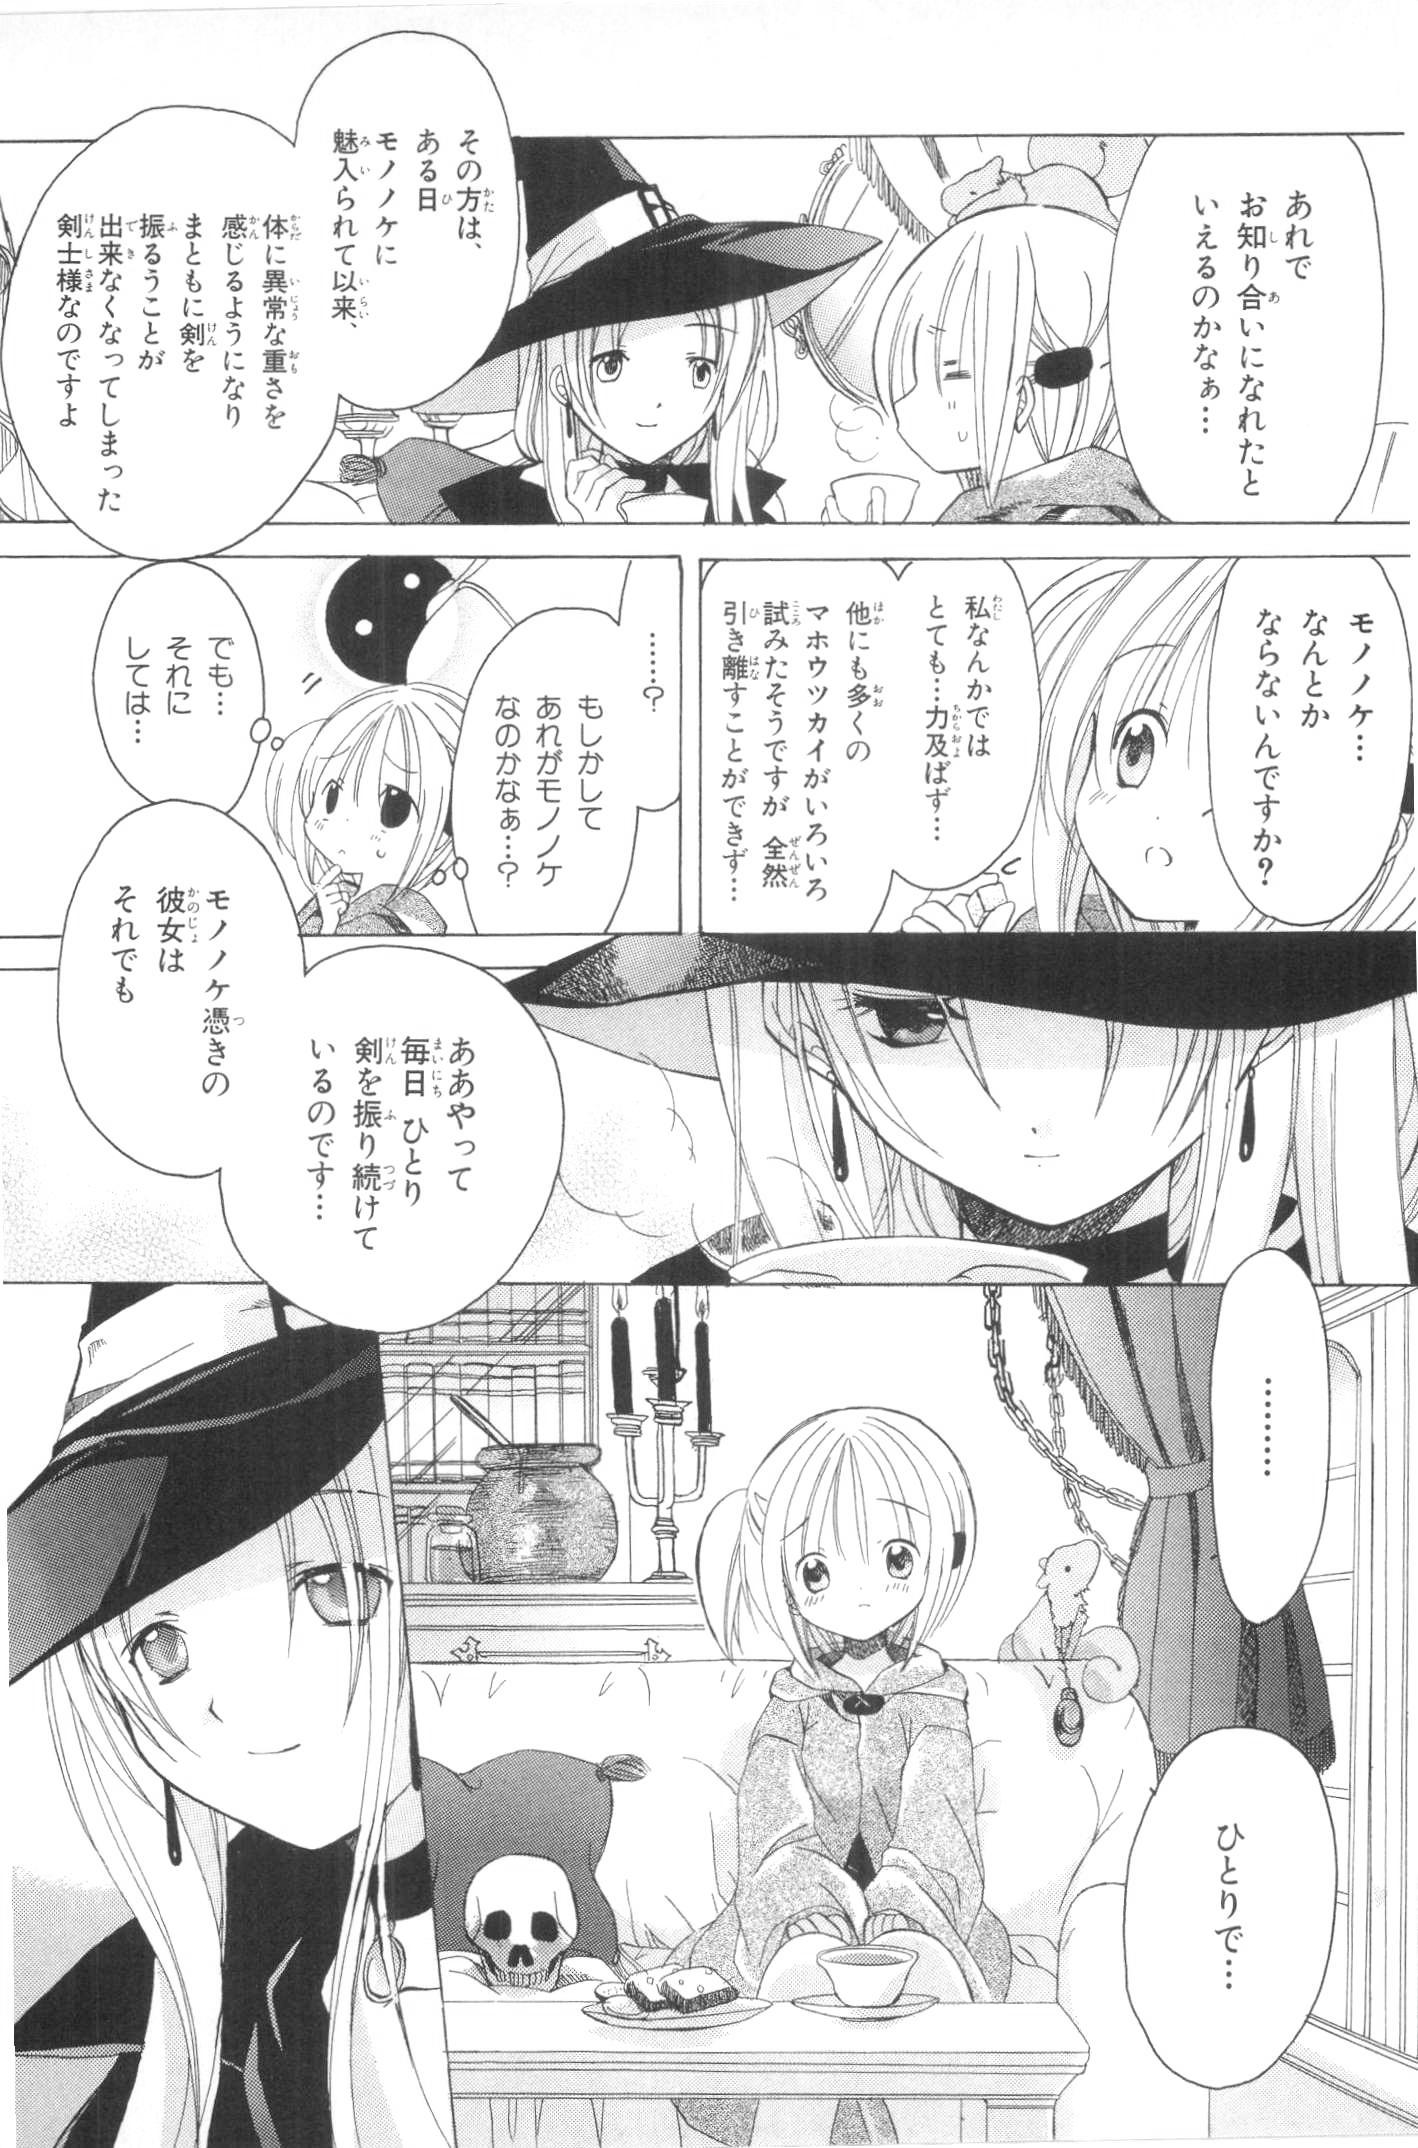 あれで
お知り合いになれたと
いえるのかなぁ…
その方は、
ある日
モノノケに
魅入られて以来、
体に異常な重さを
感じるようになり
まともに剣を
振るうことが
出来なくなってしまった
剣士様なのですよ
モノノケ…
なんとか
ならないんですか?
私なんかでは
とても…力及ばず…
他にも多くの
マホウツカイがいろいろ
試みたそうですが 全然
引き離すことができず…
……?
もしかして
あれがモノノケ
なのかなぁ…?
でも…
それに
しては…
モノノケ憑きの
彼女は
それでも
ああやって
毎日 ひとり
剣を振り続けて
いるのです…
………
ひとりで…